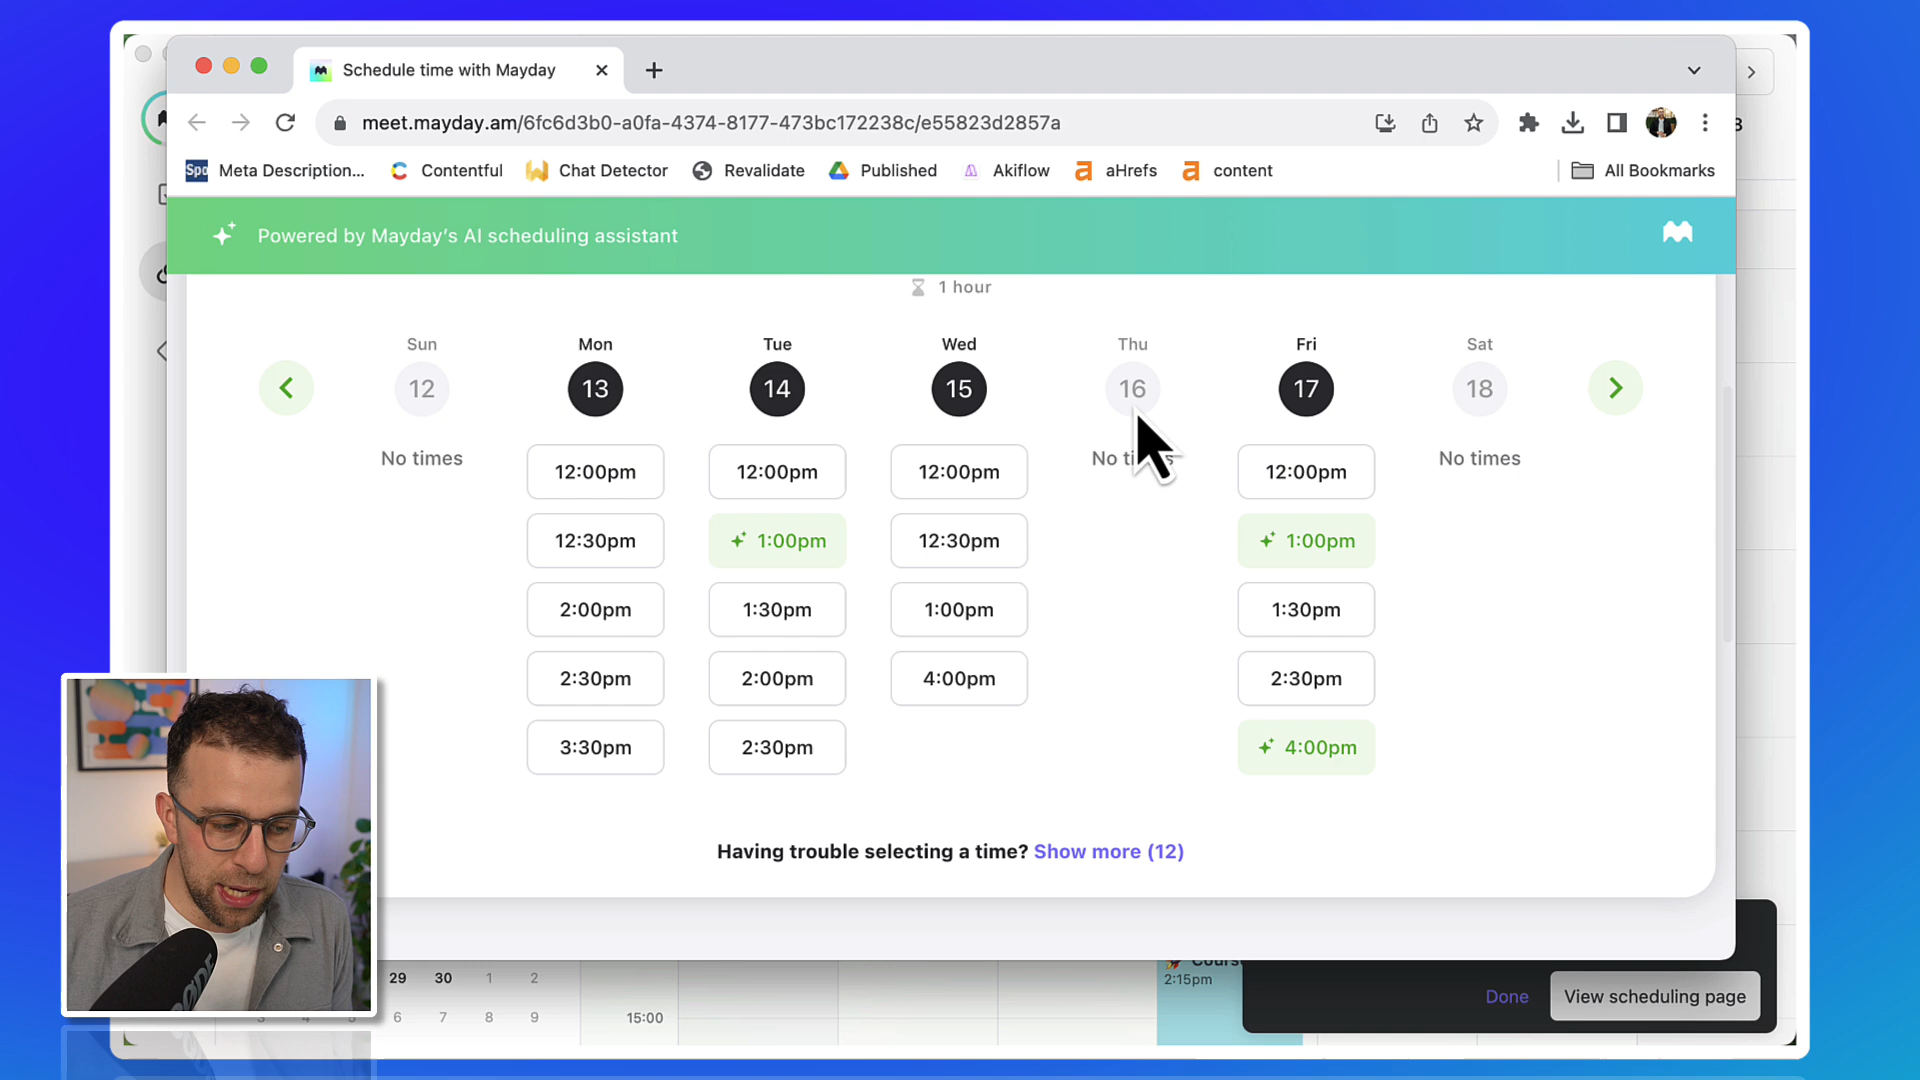 Schedule time with Mayday
meet.mayday.am/6fc6d3b0-a0fa-4374-8177-473bc172238c/e55823d2857a
Spo Meta Description... Contentful Chat Detector Revalidate Published Akiflow aHrefs content All Bookmarks
Powered by Mayday's AI scheduling assistant
1 hour
Sun Mon Tue Wed Thu Fri Sat
12 13 14 15 16 17 18
No times 12:00pm 12:00pm 12:00pm No 12:00pm No times
12:30pm 1:00pm 12:30pm 1:00pm
2:00pm 1:30pm 1:00pm 1:30pm
2:30pm 2:00pm 4:00pm 2:30pm
3:30pm 2:30pm 4:00pm
Having trouble selecting a time? Show more (12)
29 30 1 2
2:15pm
Done View scheduling page
6 7 8 9 15:00
RØDE